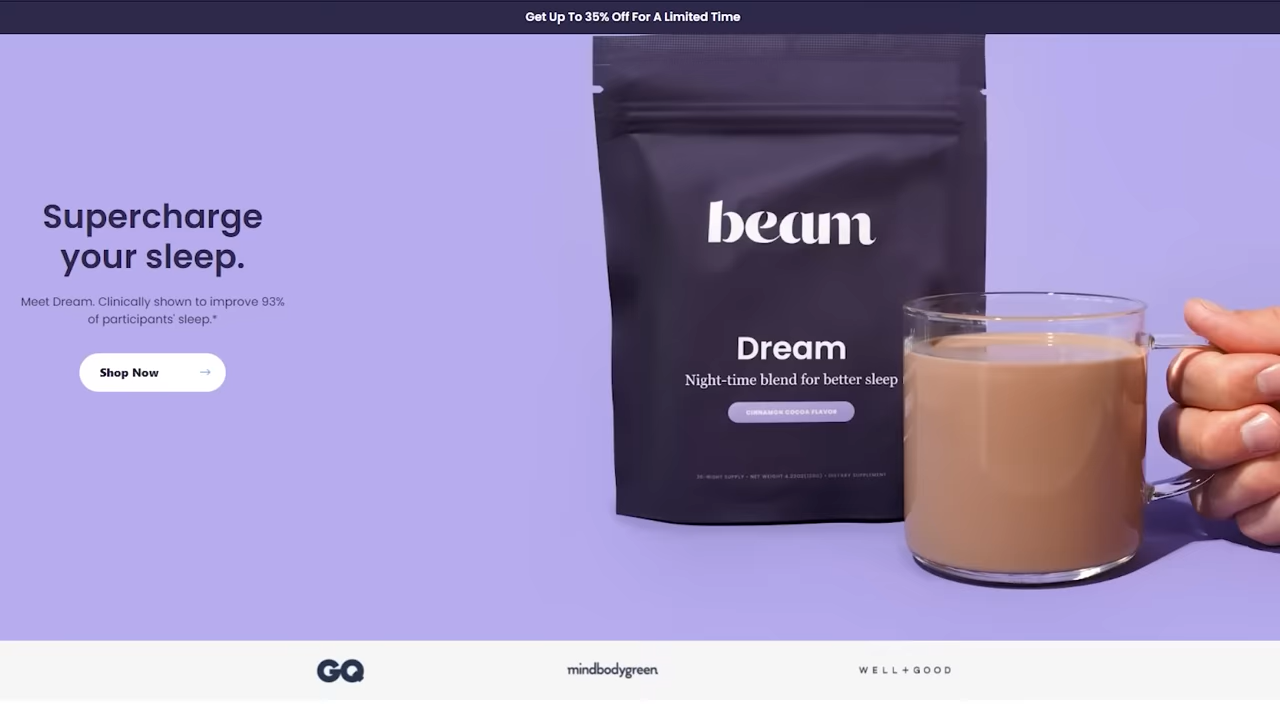 Get Up To 35% Off For A Limited Time
Supercharge
your sleep.
Meet Dream. Clinically shown to improve 93%
of participants' sleep.*
Shop Now
beam
Dream
Night-time blend for better sleep
CINNAMON COCOA FLAVOR
GQ
mindbodygreen
WELL+GOOD